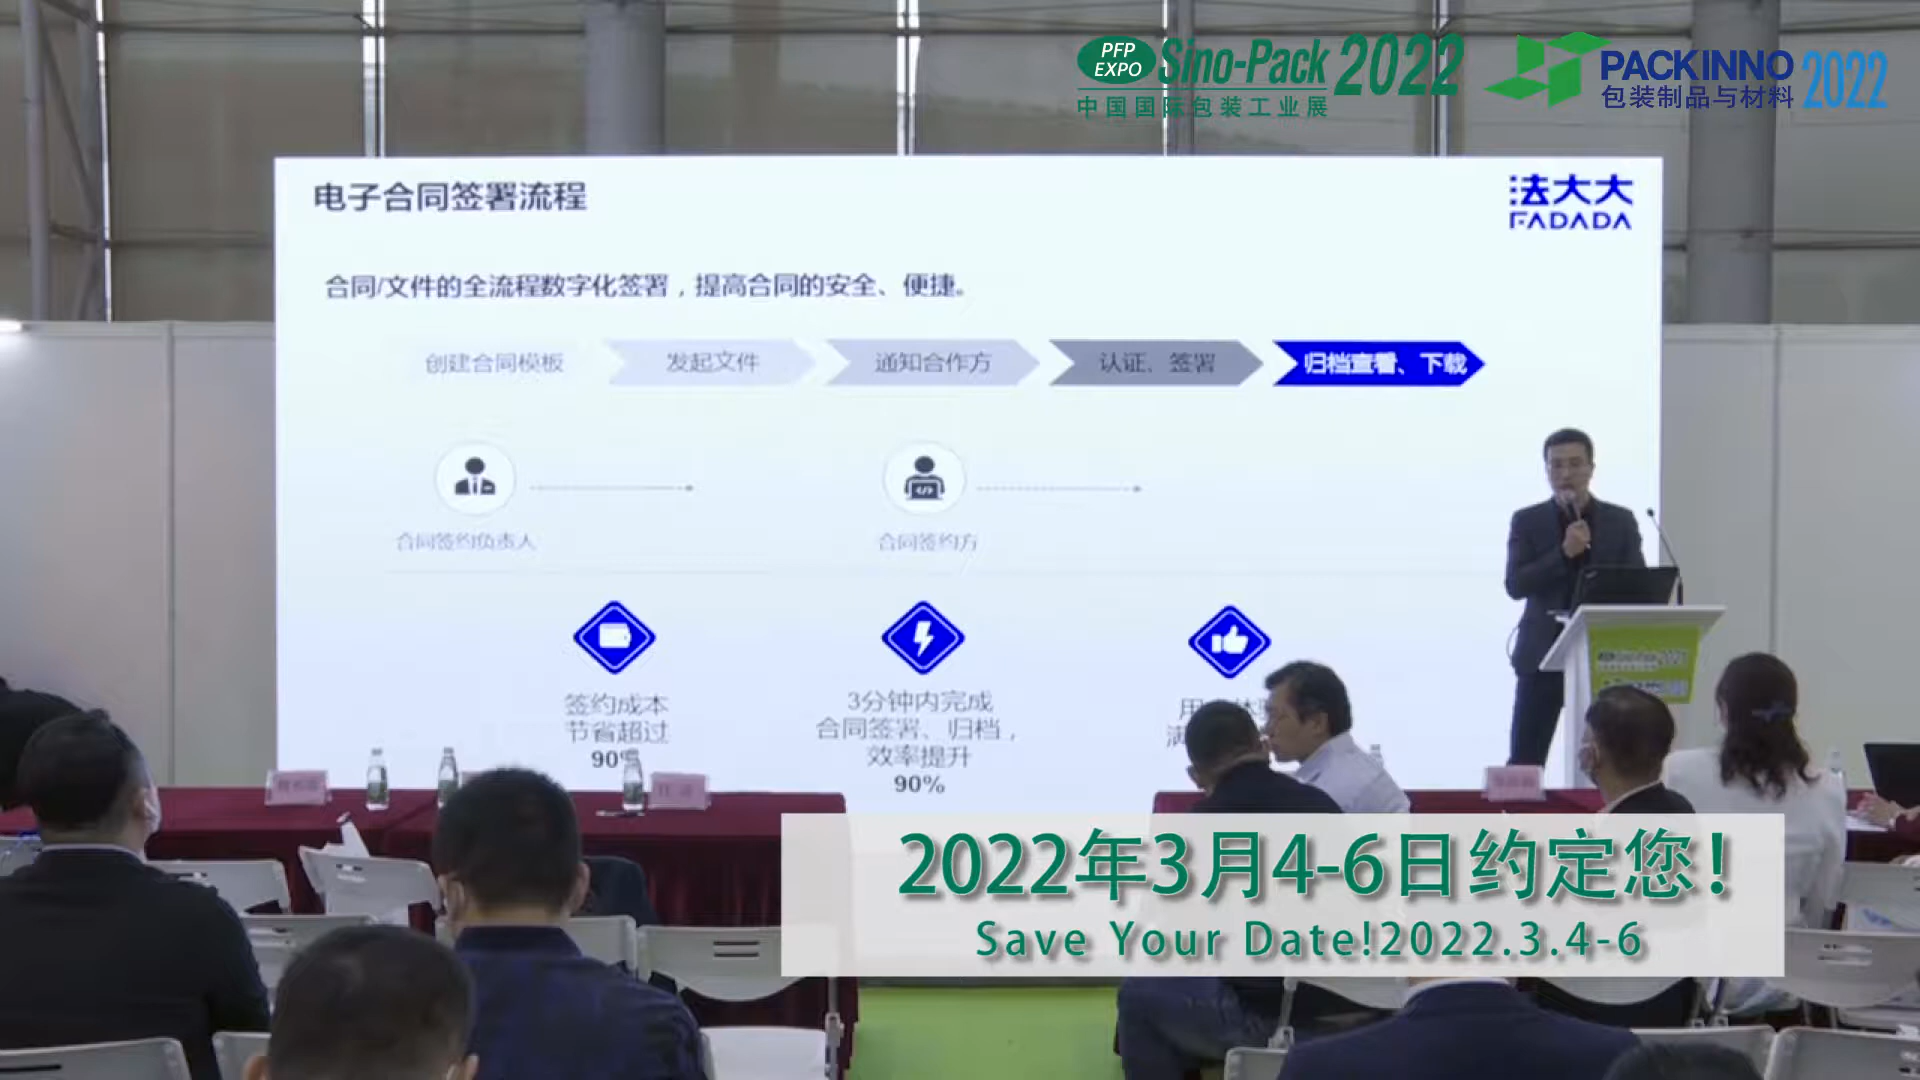 PFP
EXPO
Sino-Pack 2022
中国国际包装工业展
PACKINNO 2022
包装制品与材料
电子合同签署流程
法大大
FADADA
合同/文件的全流程数字化签署，提高合同的安全、便捷。
创建合同模板
发起文件
通知合作方
认证、签署
归档查看、下载
合同签约负责人
合同签约方
签约成本
节省超过
90%
3分钟内完成
合同签署、归档，
效率提升
90%
用
满
2022年3月4-6日约定您!
Save Your Date!2022.3.4-6